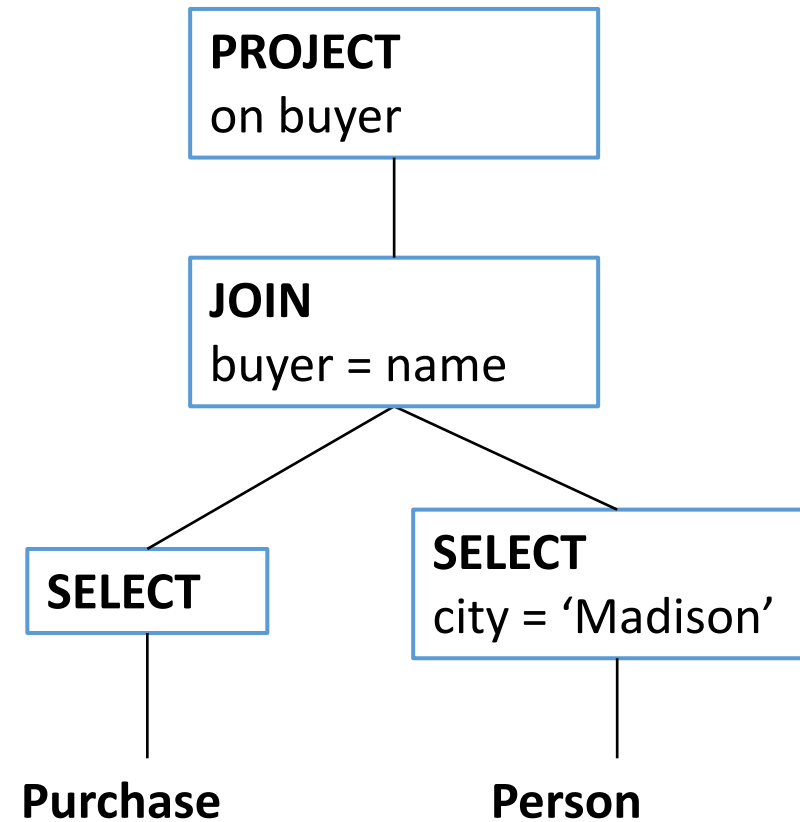 PROJECT
on buyer
JOIN
buyer = name
SELECT
SELECT
city = ‘Madison’
Purchase
Person